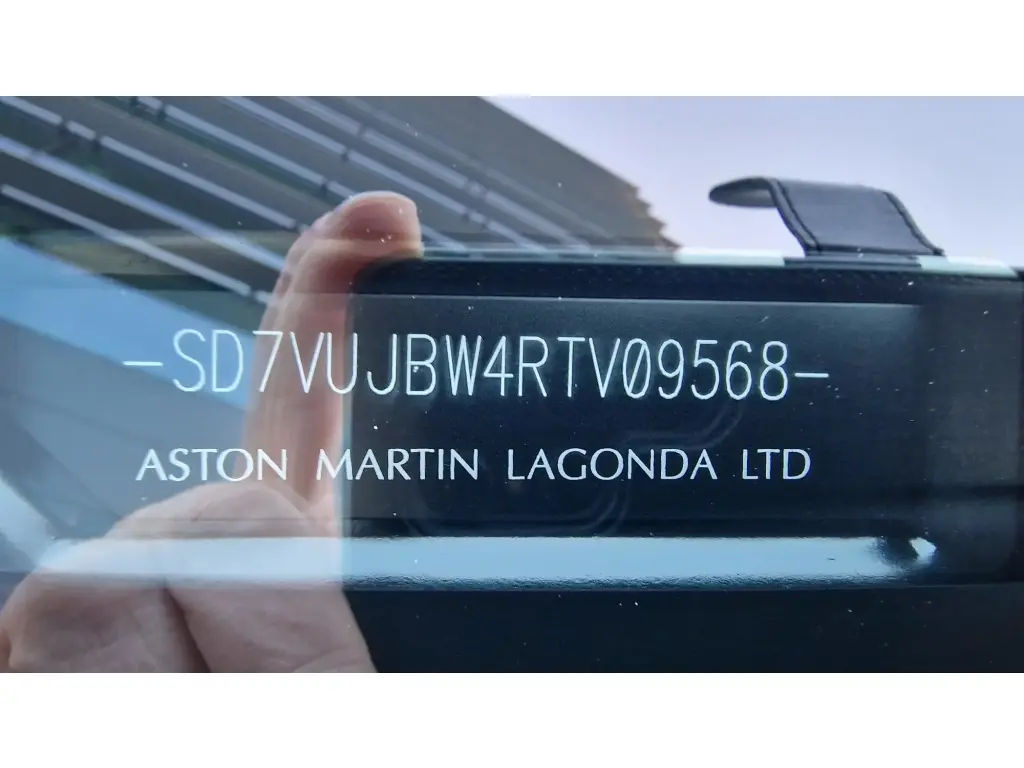 -SD7VUJBW4RTV09568-
ASTON MARTIN LAGONDA LTD